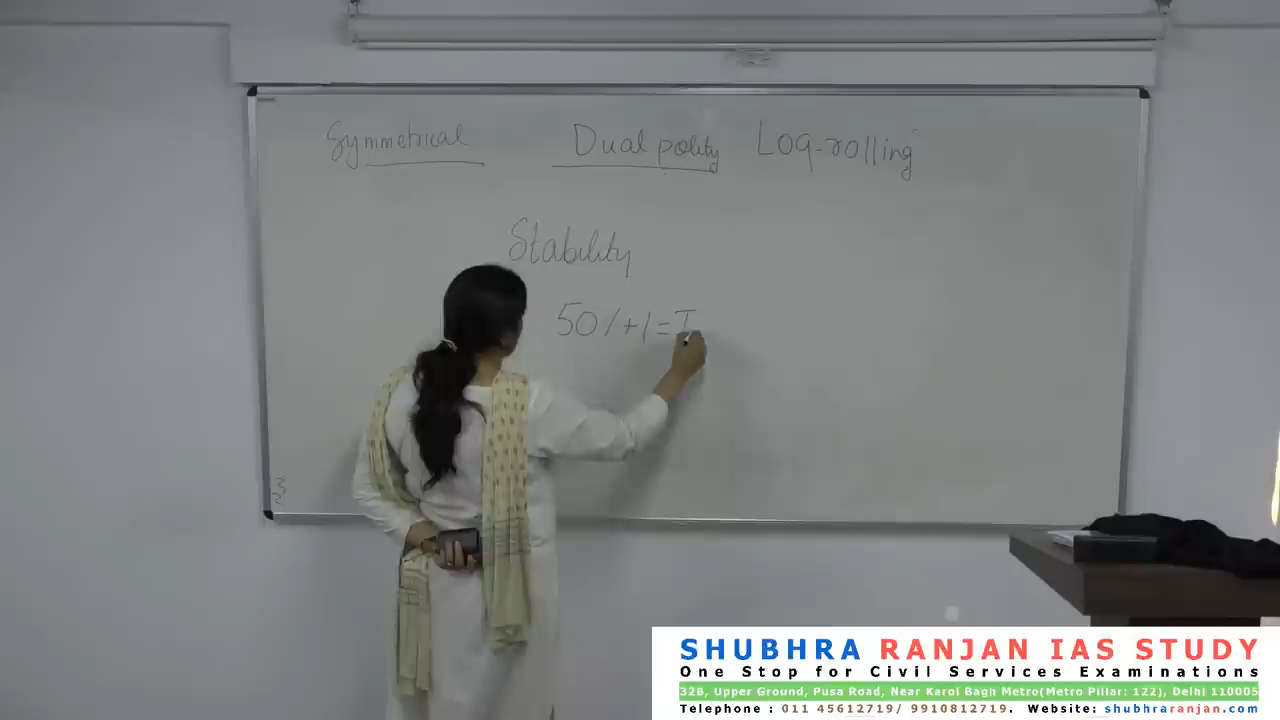 Symmetrical Dual polity Log-rolling
Stability
50%+1=I
SHUBHRA RANJAN IAS STUDY
One Stop for Civil Services Examinations
32B, Upper Ground, Pusa Road, Near Karol Bagh Metro(Metro Pillar: 122), Delhi 110005
Telephone : 011 45612719/ 9910812719. Website: shubhraranjan.com